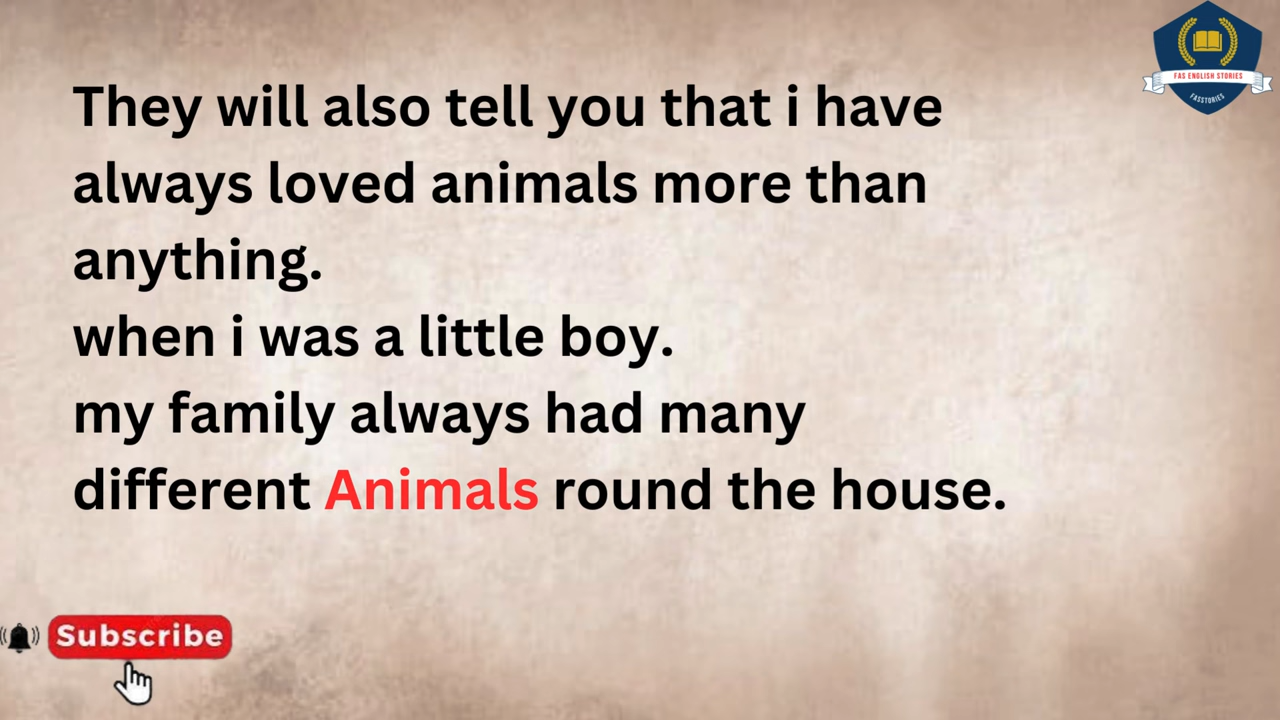 FAS ENGLISH STORIES
FASSTORIES
They will also tell you that i have
always loved animals more than
anything.
when i was a little boy.
my family always had many
different Animals round the house.
Subscribe